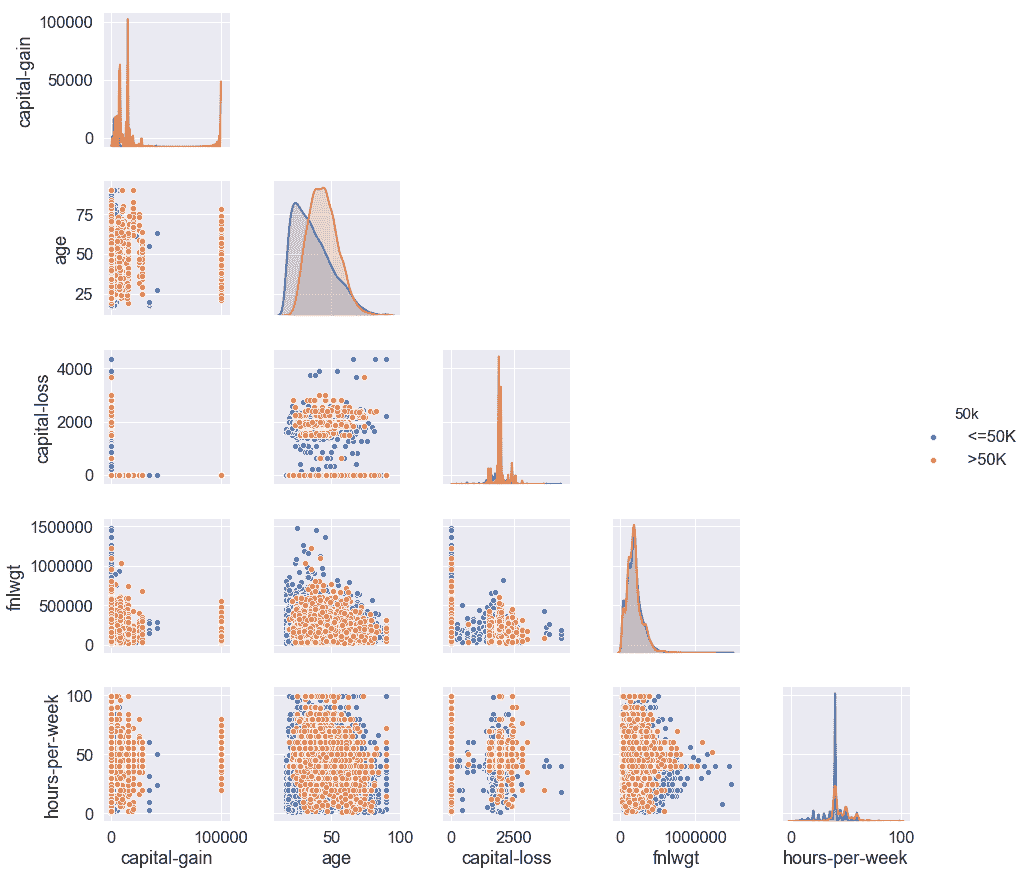 100000
50000
0
capital-gain
75
50
25
age
4000
2000
0
capital-loss
50k
<=50K
>50K
1500000
1000000
500000
0
fnlwgt
100
50
0
hours-per-week
0 100000 50 100 0 25000 0 1000000 0 100
capital-gain age capital-loss fnlwgt hours-per-week